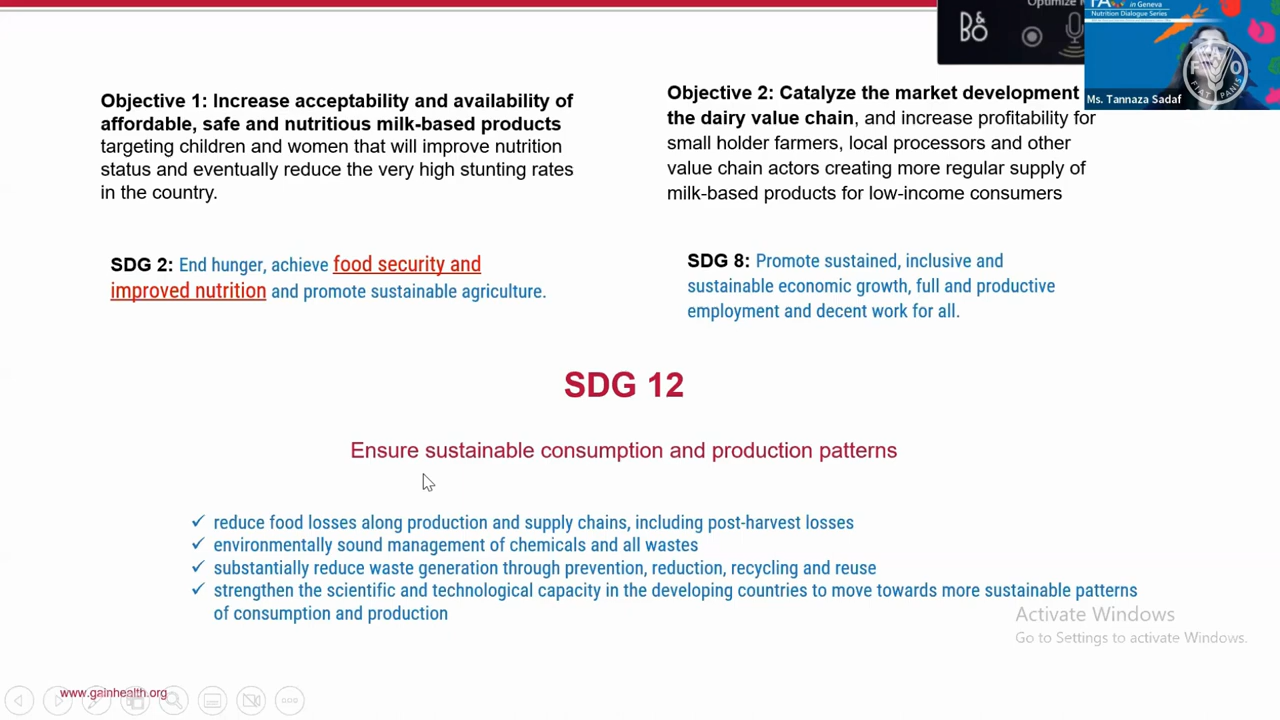 Optimize
B&O
in Geneva
Nutrition Dialogue Series
FAO
FIAT PANIS
Ms. Tannaza Sadaf
Objective 1: Increase acceptability and availability of
affordable, safe and nutritious milk-based products
targeting children and women that will improve nutrition
status and eventually reduce the very high stunting rates
in the country.
Objective 2: Catalyze the market development
the dairy value chain, and increase profitability for
small holder farmers, local processors and other
value chain actors creating more regular supply of
milk-based products for low-income consumers
SDG 2: End hunger, achieve food security and
improved nutrition and promote sustainable agriculture.
SDG 8: Promote sustained, inclusive and
sustainable economic growth, full and productive
employment and decent work for all.
SDG 12
Ensure sustainable consumption and production patterns
✓ reduce food losses along production and supply chains, including post-harvest losses
✓ environmentally sound management of chemicals and all wastes
✓ substantially reduce waste generation through prevention, reduction, recycling and reuse
✓ strengthen the scientific and technological capacity in the developing countries to move towards more sustainable patterns
of consumption and production
Activate Windows
Go to Settings to activate Windows.
www.gainhealth.org